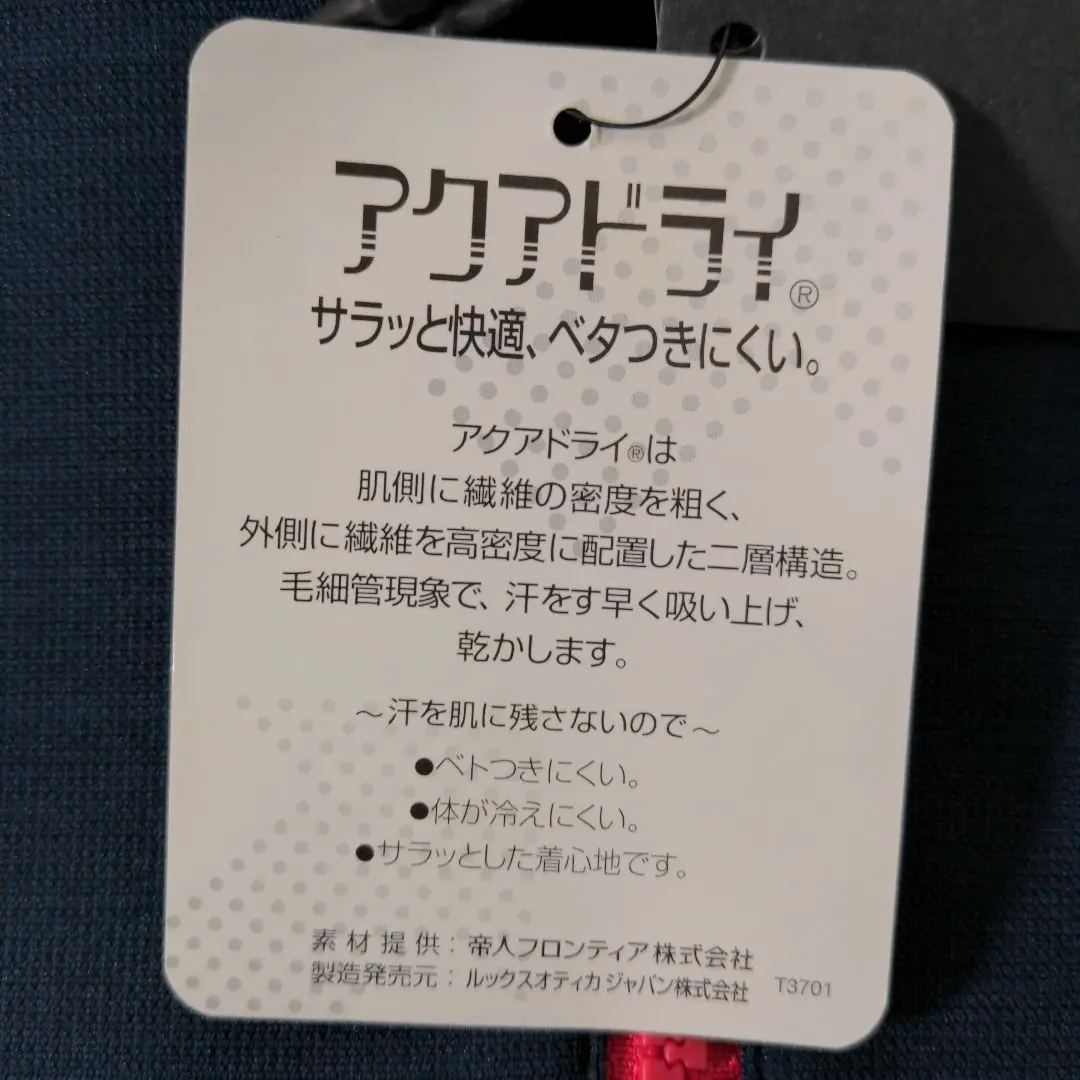 アクアドライ®
サラッと快適、ベタつきにくい。
アクアドライ®は
肌側に繊維の密度を粗く、
外側に繊維を高密度に配置した二層構造。
毛細管現象で、汗をす早く吸い上げ、
乾かします。
～汗を肌に残さないので～
●ベトつきにくい。
●体が冷えにくい。
●サラッとした着心地です。
素材提供：帝人フロンティア株式会社
製造発売元：ルックスオティカジャパン株式会社 T3701